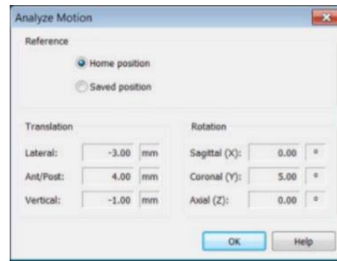 Analyze Motion
Reference
Home position
Saved position
Translation
Lateral: -3.00 mm
Ant/Post: 4.00 mm
Vertical: -1.00 mm
Rotation
Sagittal (X): 0.00 °
Coronal (Y): 5.00 °
Axial (Z): 0.00 °
OK Help